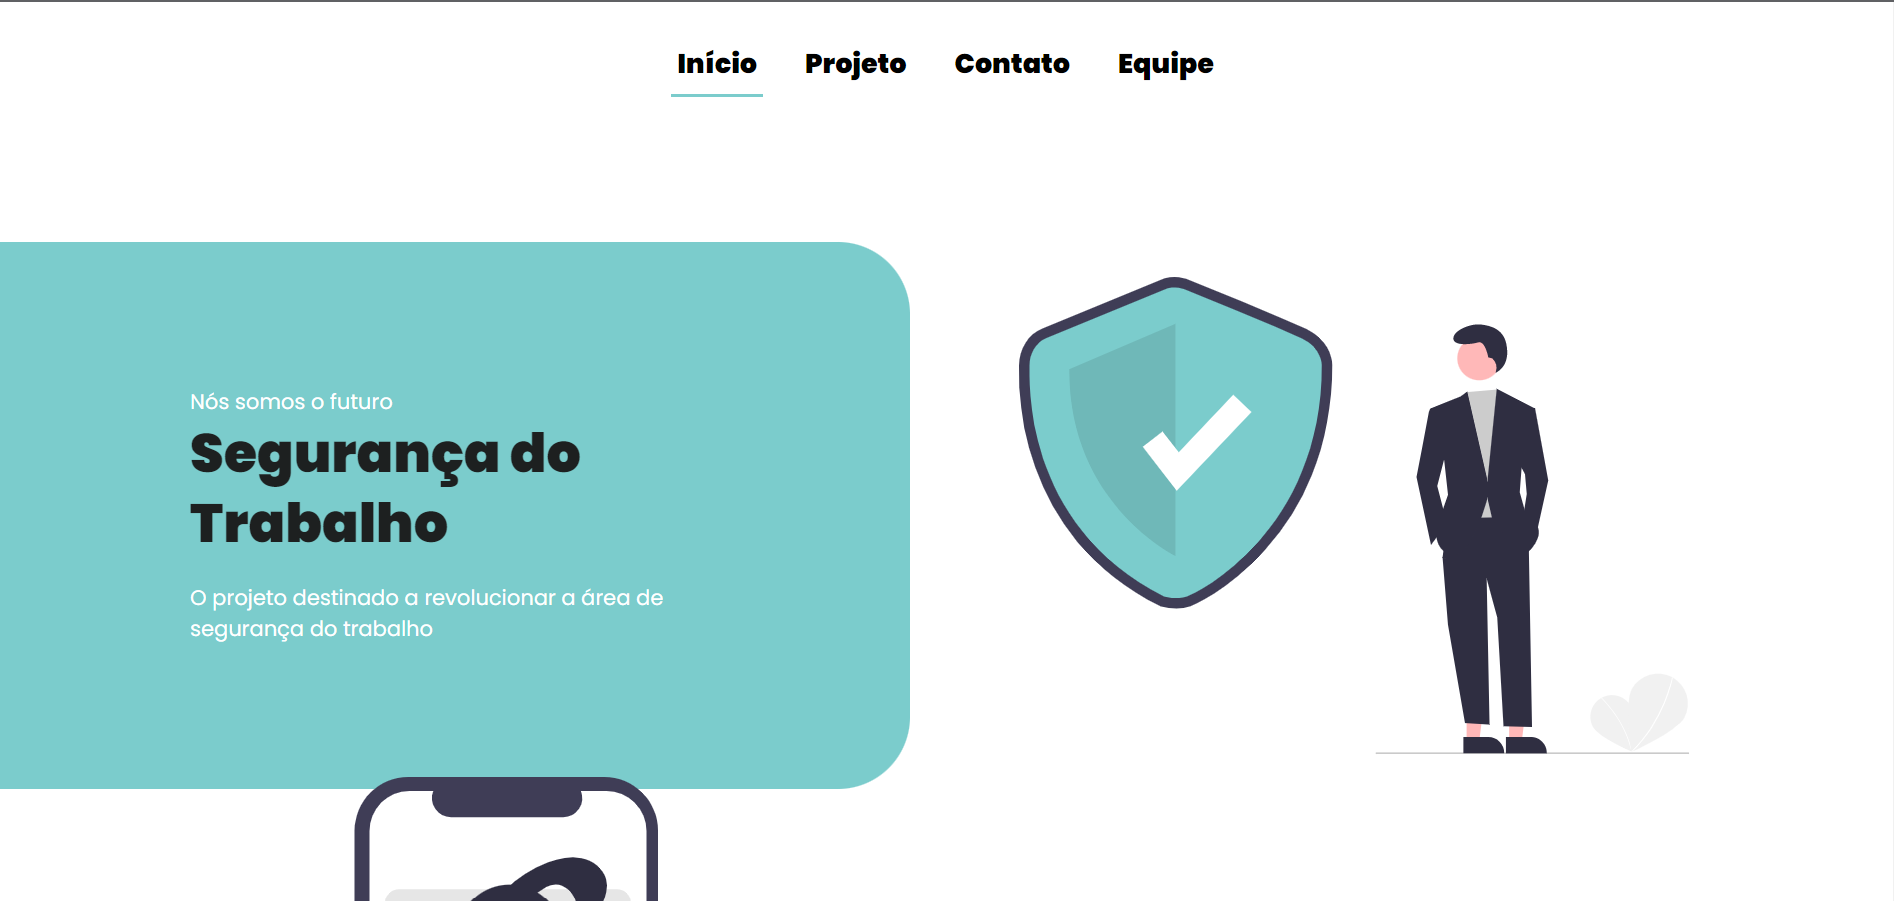 Início Projeto Contato Equipe
Nós somos o futuro
Segurança do
Trabalho
O projeto destinado a revolucionar a área de
segurança do trabalho